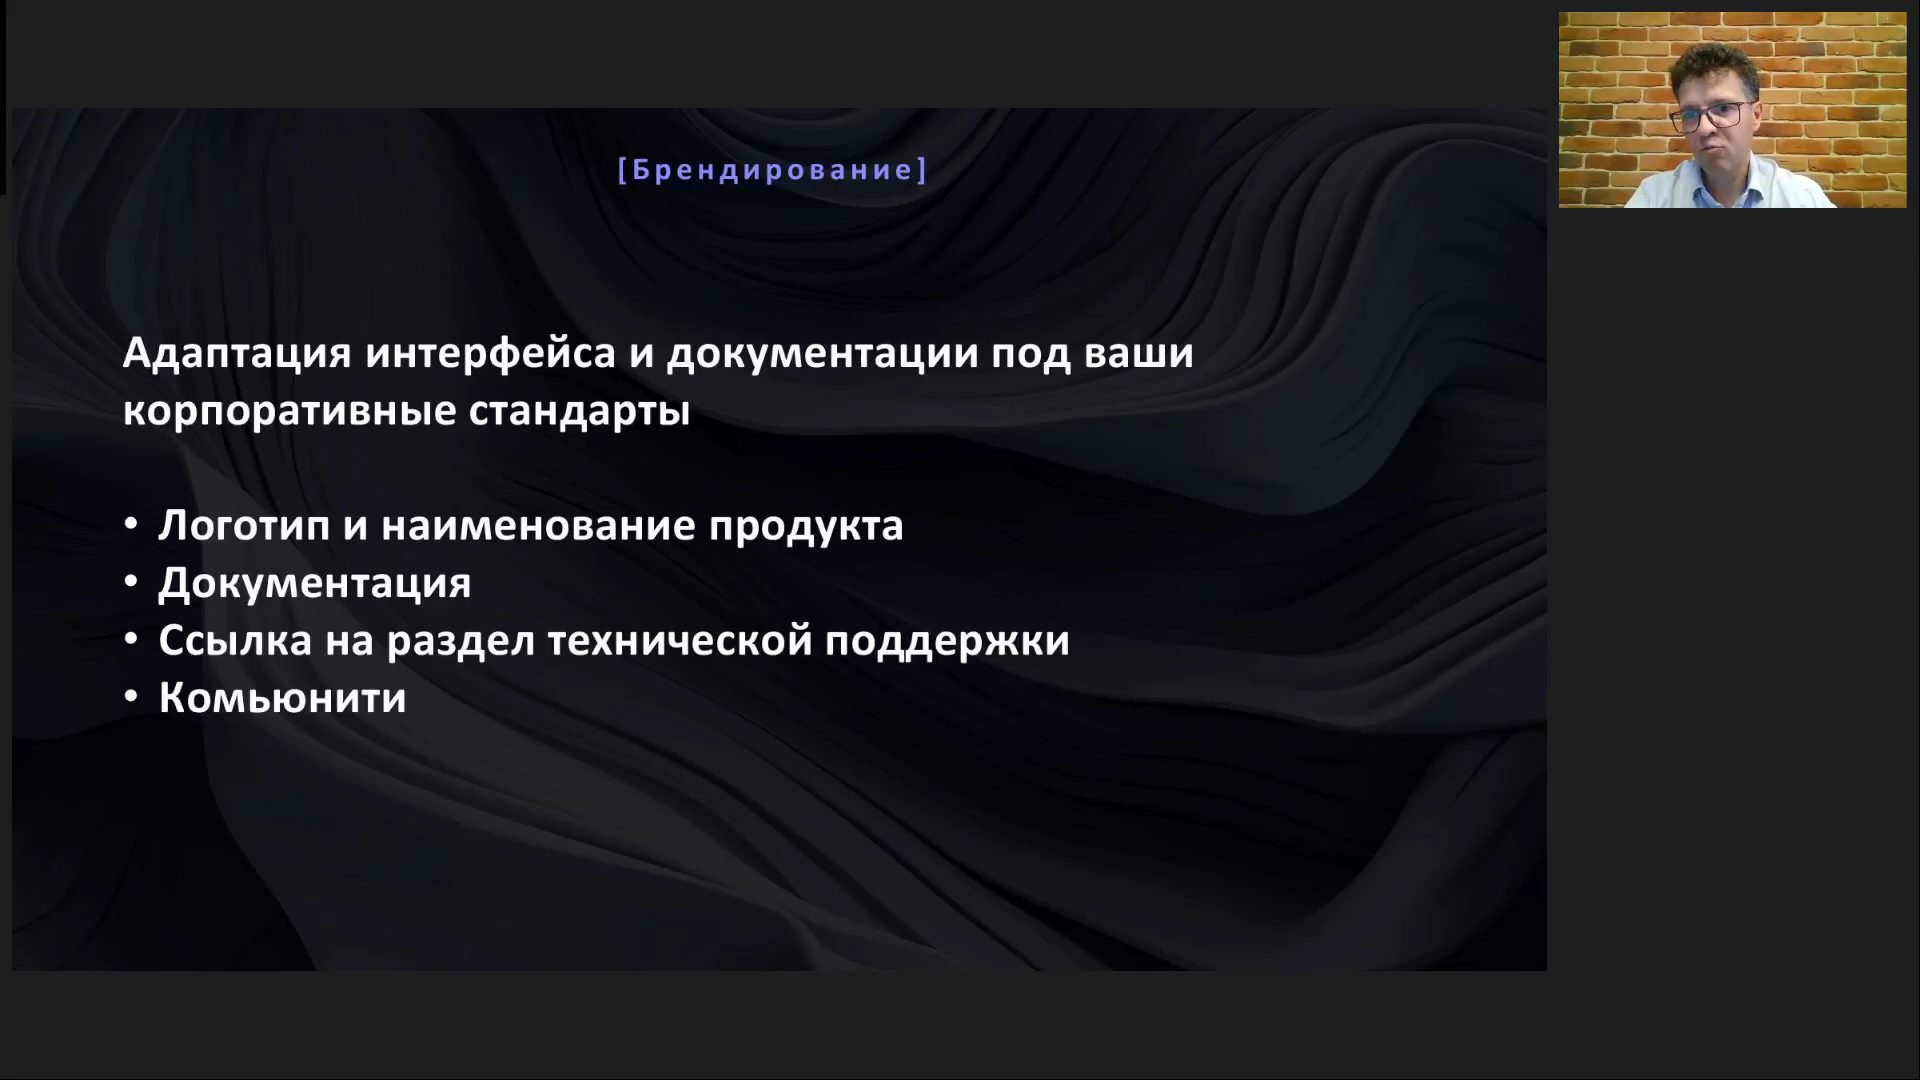 [Брендирование]
Адаптация интерфейса и документации под ваши
корпоративные стандарты
• Логотип и наименование продукта
• Документация
• Ссылка на раздел технической поддержки
• Комьюнити